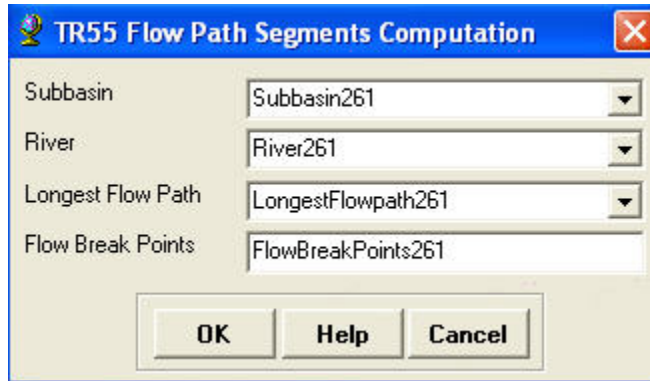 TR55 Flow Path Segments Computation
Subbasin Subbasin261
River River261
Longest Flow Path LongestFlowpath261
Flow Break Points FlowBreakPoints261
OK Help Cancel